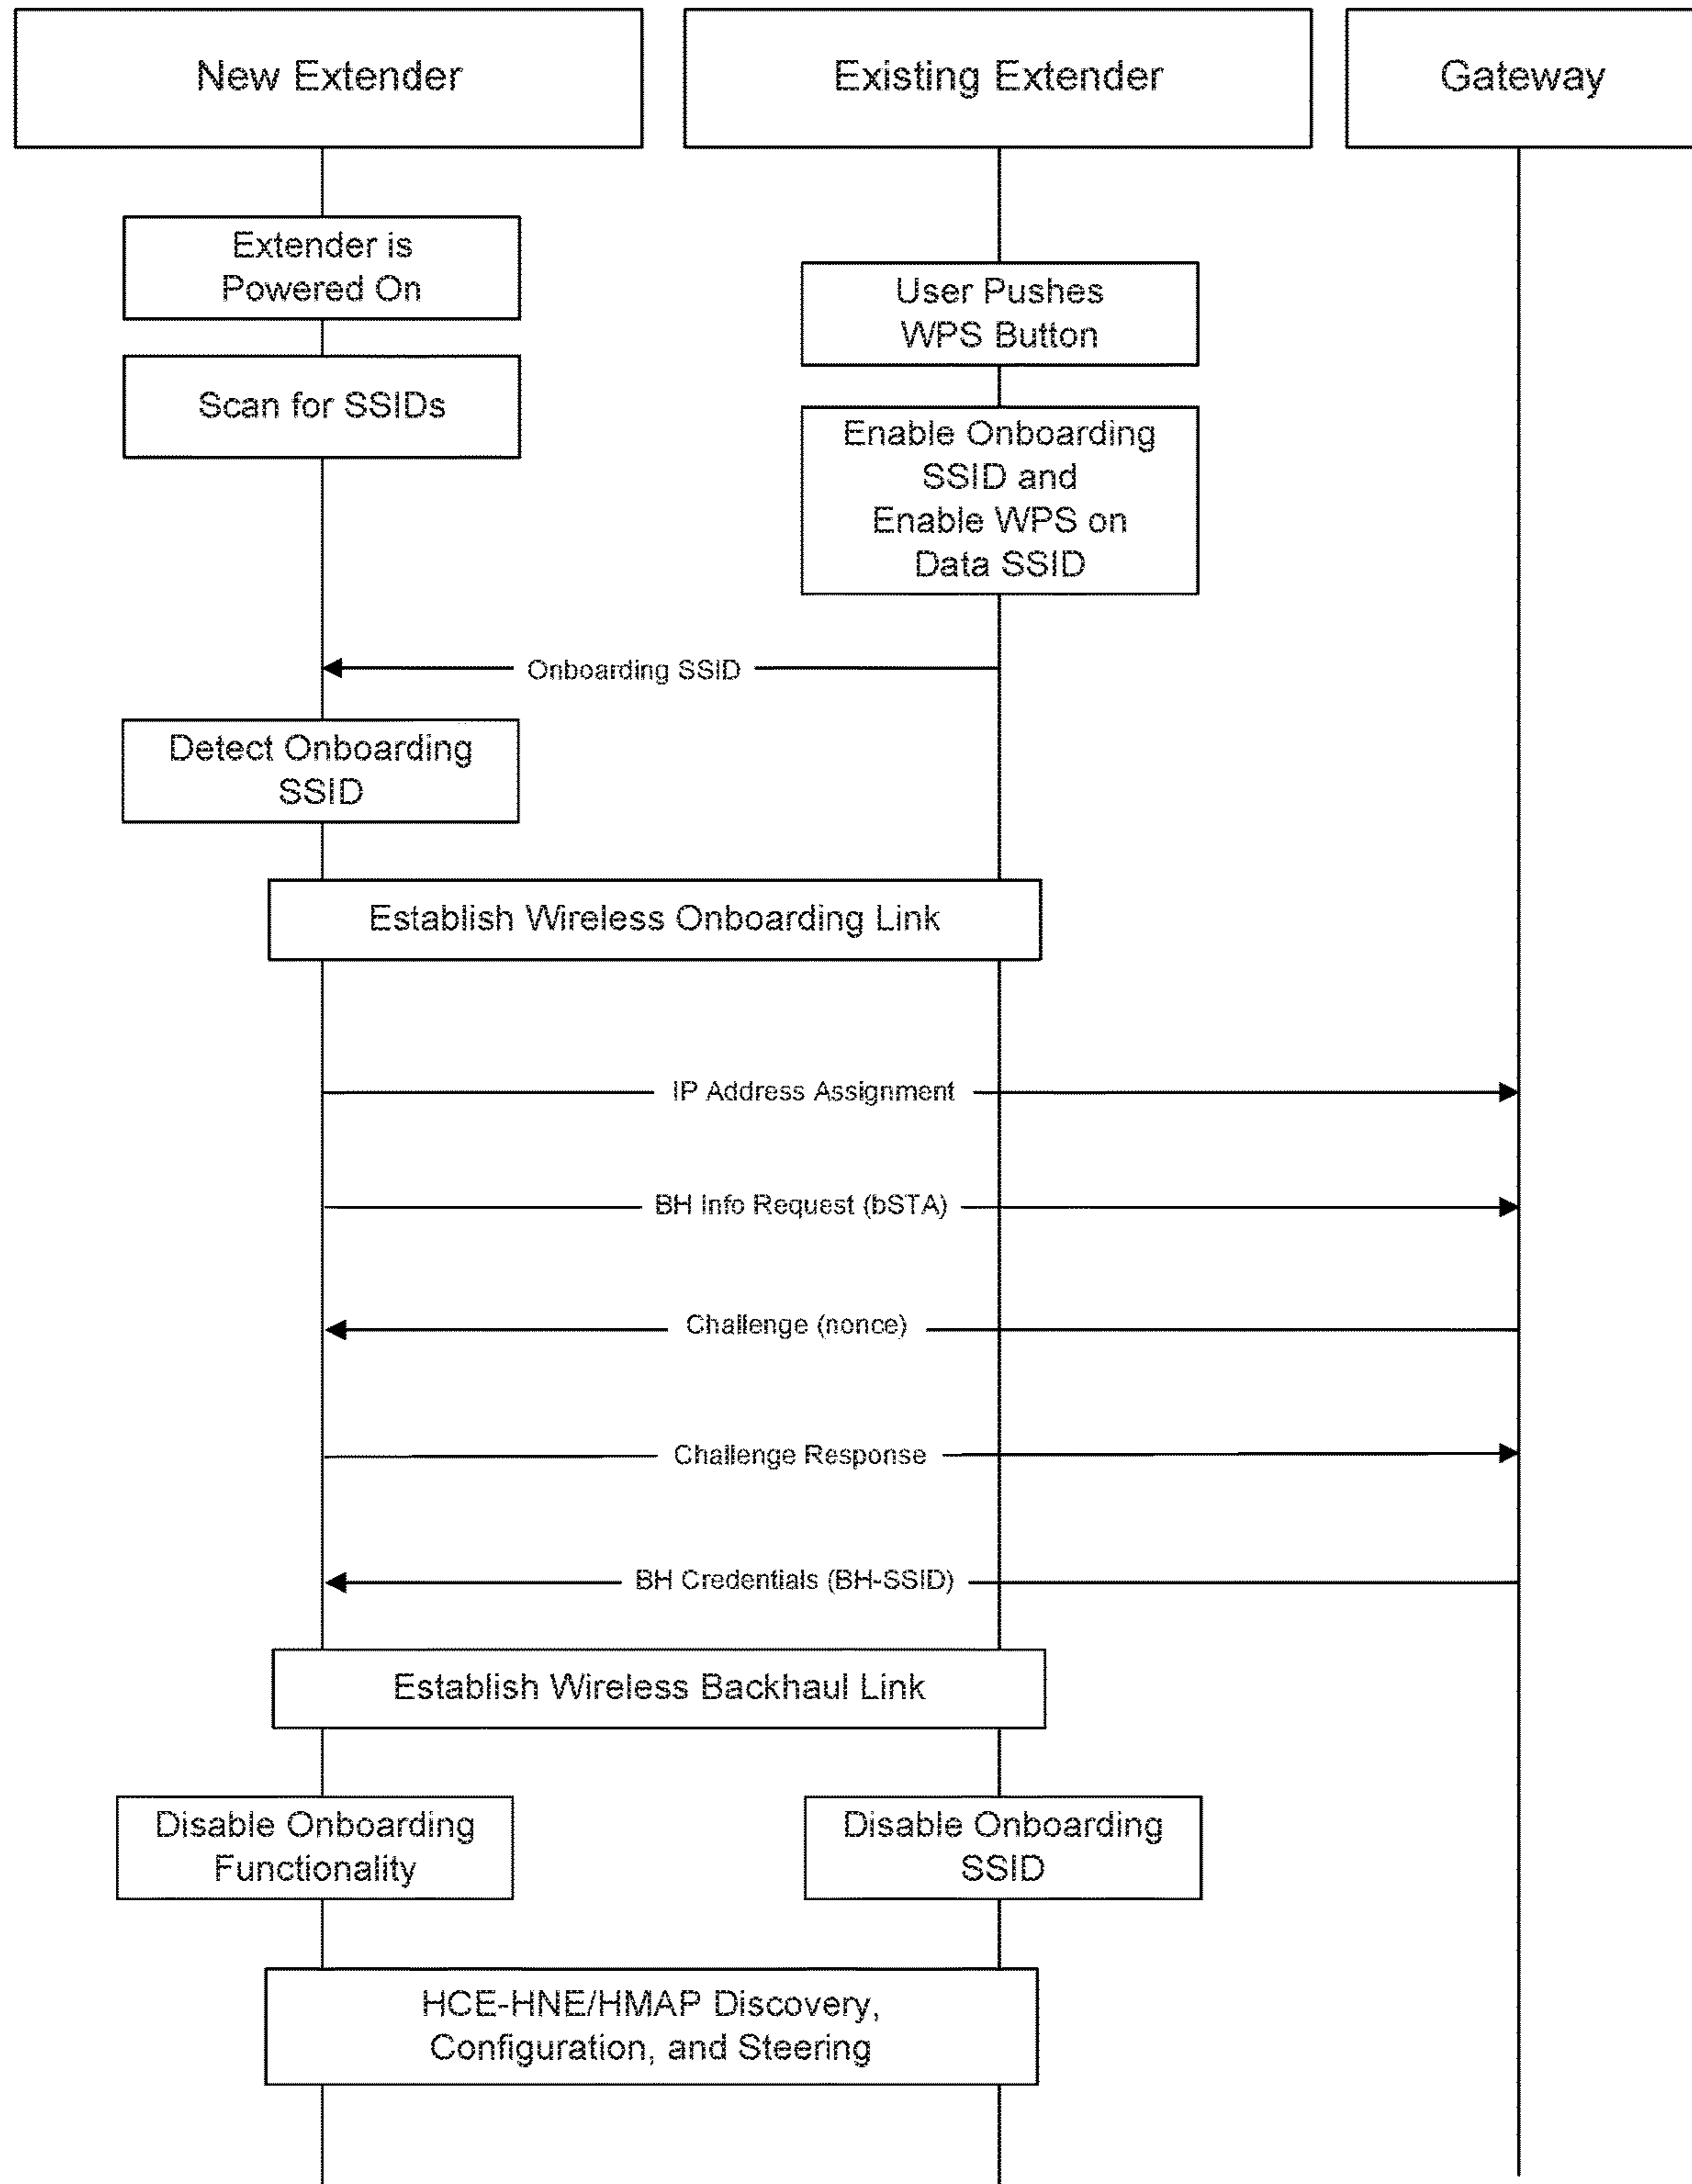 New Extender
Existing Extender
Gateway
Extender is
Powered On
User Pushes
WPS Button
Scan for SSIDs
Enable Onboarding
SSID and
Enable WPS on
Data SSID
Onboarding SSID
Detect Onboarding
SSID
Establish Wireless Onboarding Link
IP Address Assignment
BH Info Request (bSTA)
Challenge (nonce)
Challenge Response
BH Credentials (BH-SSID)
Establish Wireless Backhaul Link
Disable Onboarding
Functionality
Disable Onboarding
SSID
HCE-HNE/HMAP Discovery,
Configuration, and Steering